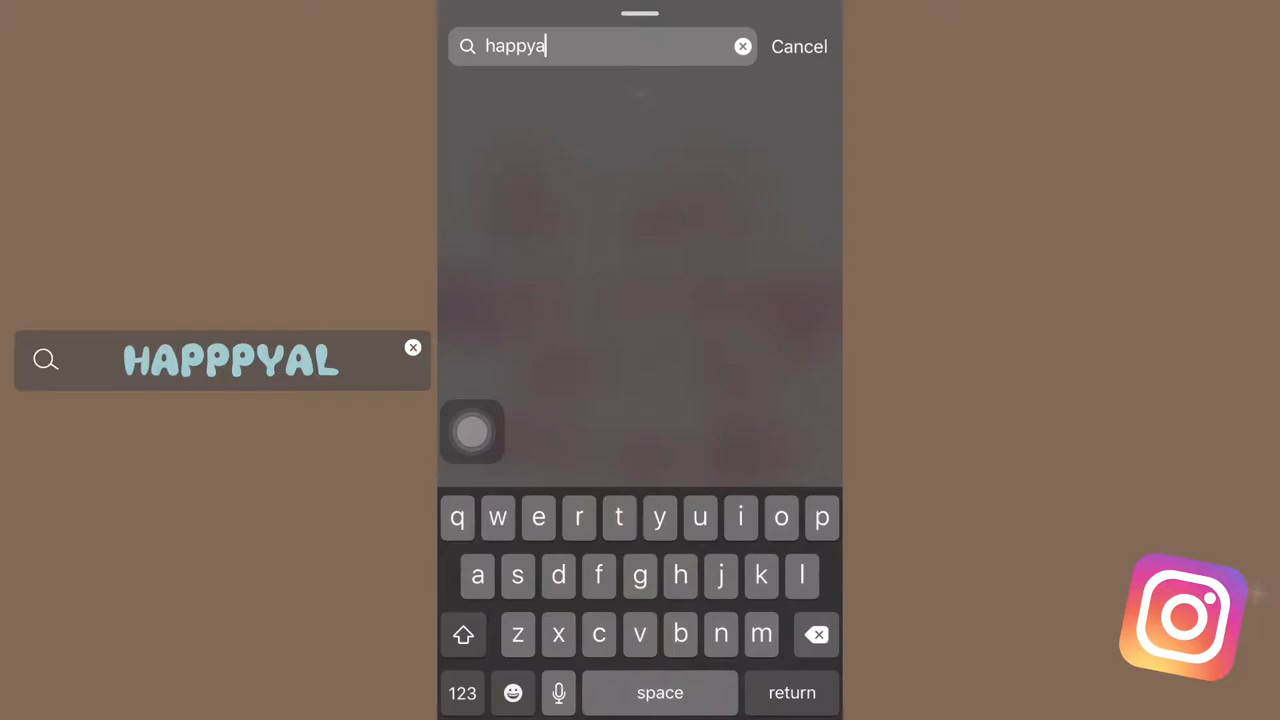 happya
Cancel
HAPPPYAL
q w e r t y u i o p
a s d f g h j k l
z x c v b n m
123 space return